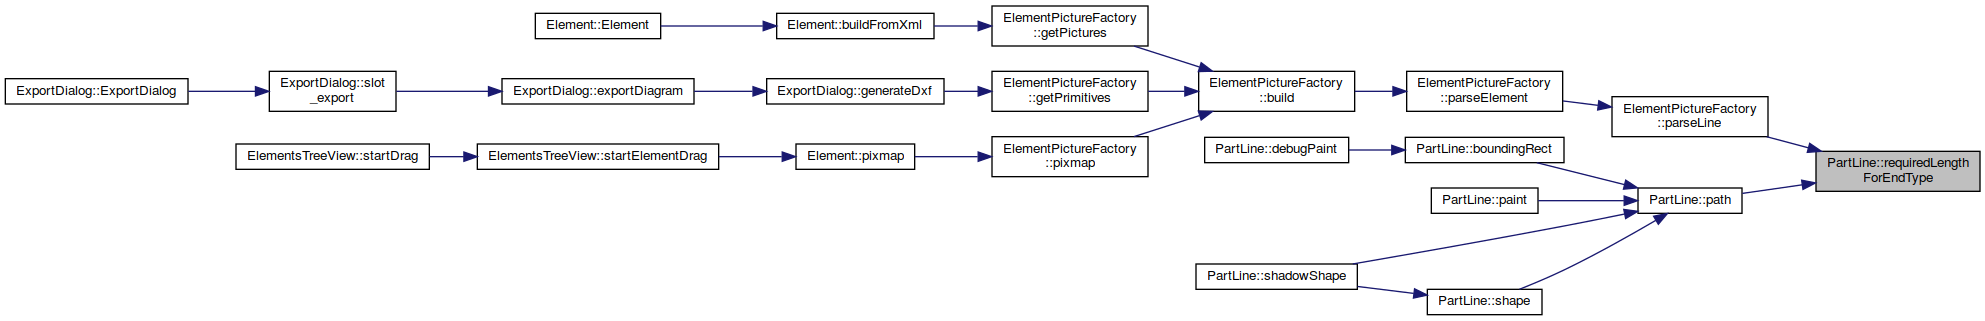 Element::Element
Element::buildFromXml
ElementPictureFactory
::getPictures
ExportDialog::ExportDialog
ExportDialog::slot
_export
ExportDialog::exportDiagram
ExportDialog::generateDxf
ElementPictureFactory
::getPrimitives
ElementPictureFactory
::build
ElementPictureFactory
::parseElement
ElementPictureFactory
::parseLine
ElementsTreeView::startDrag
ElementsTreeView::startElementDrag
Element::pixmap
ElementPictureFactory
::pixmap
PartLine::debugPaint
PartLine::boundingRect
PartLine::requiredLength
ForEndType
PartLine::paint
PartLine::path
PartLine::shadowShape
PartLine::shape